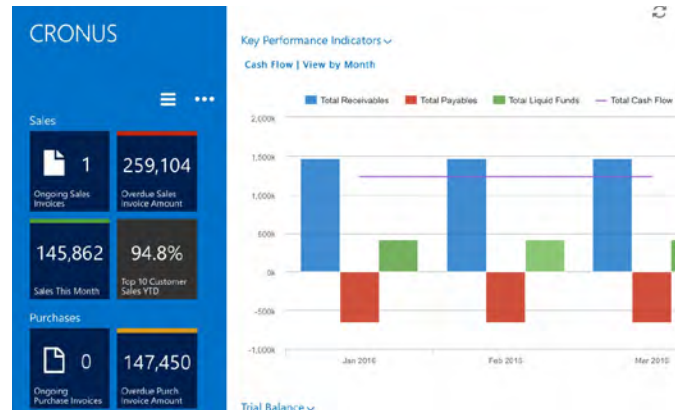 CRONUS
Sales
1
Ongoing Sales
Invoices
259,104
Overdue Sales
Invoice Amount
145,862
Sales This Month
94.8%
Top 10 Customer
Sales YTD
Purchases
0
Ongoing
Purchase Invoices
147,450
Overdue Purch
Invoice Amount
Key Performance Indicators
Cash Flow | View by Month
Total Receivables Total Payables Total Liquid Funds Total Cash Flow
2,000k
1,500k
1,000k
500k
0k
-500k
-1,000k
Jan 2016 Feb 2016 Mar 2016
Trial Balance